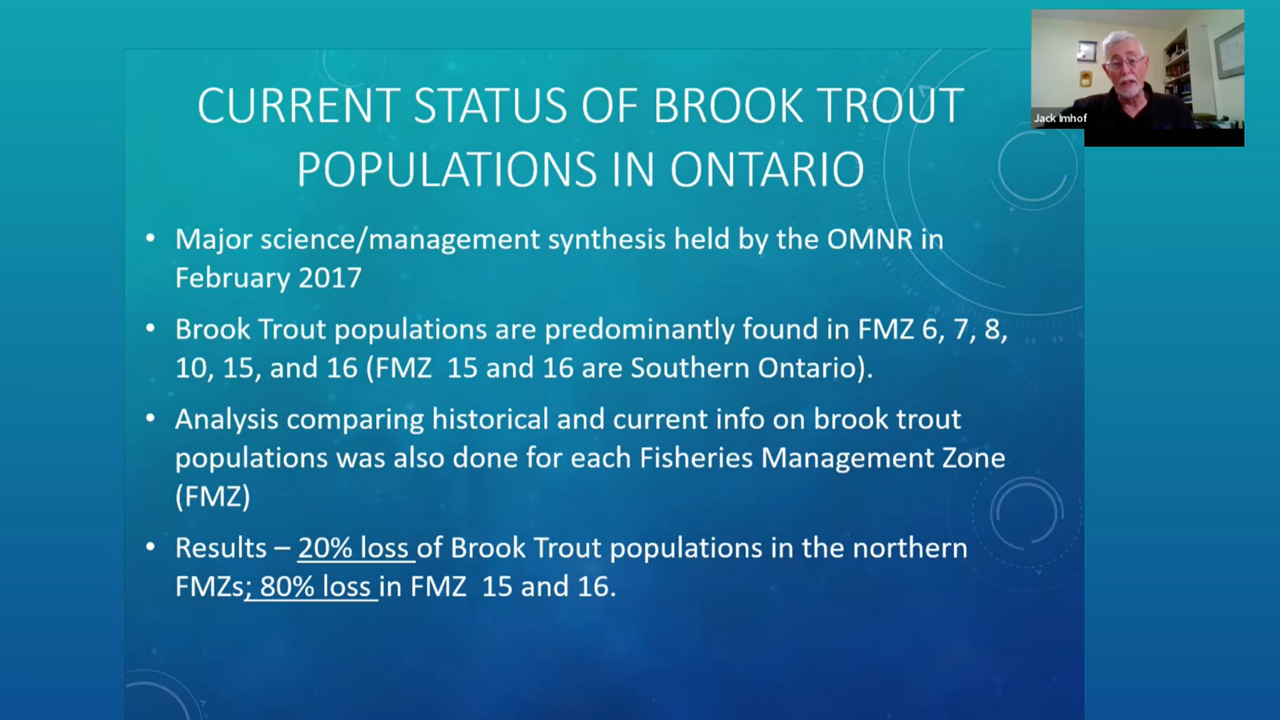 CURRENT STATUS OF BROOK TROUT
POPULATIONS IN ONTARIO
Jack Imhof
• Major science/management synthesis held by the OMNR in
February 2017
• Brook Trout populations are predominantly found in FMZ 6, 7, 8,
10, 15, and 16 (FMZ 15 and 16 are Southern Ontario).
• Analysis comparing historical and current info on brook trout
populations was also done for each Fisheries Management Zone
(FMZ)
• Results – 20% loss of Brook Trout populations in the northern
FMZs; 80% loss in FMZ 15 and 16.